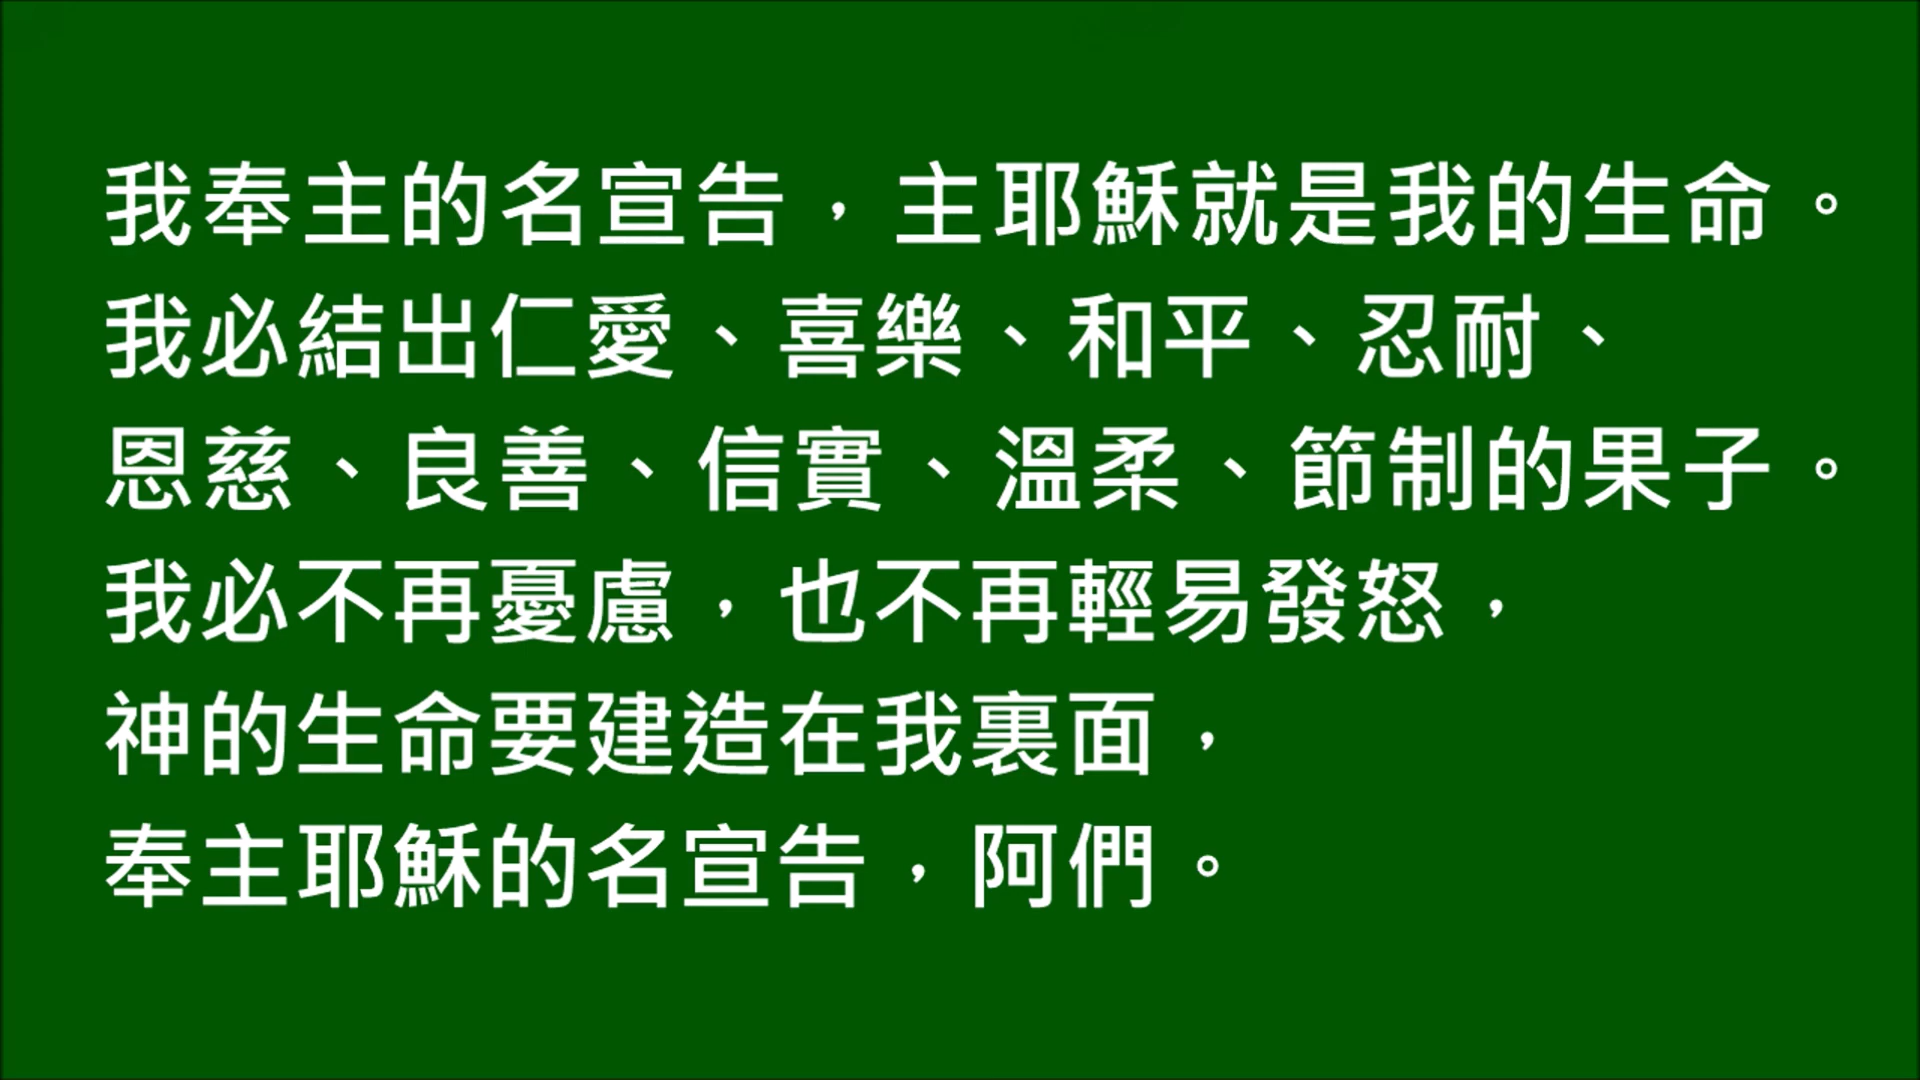 我奉主的名宣告，主耶穌就是我的生命。
我必結出仁愛、喜樂、和平、忍耐、
恩慈、良善、信實、溫柔、節制的果子。
我必不再憂慮，也不再輕易發怒，
神的生命要建造在我裏面，
奉主耶穌的名宣告，阿們。